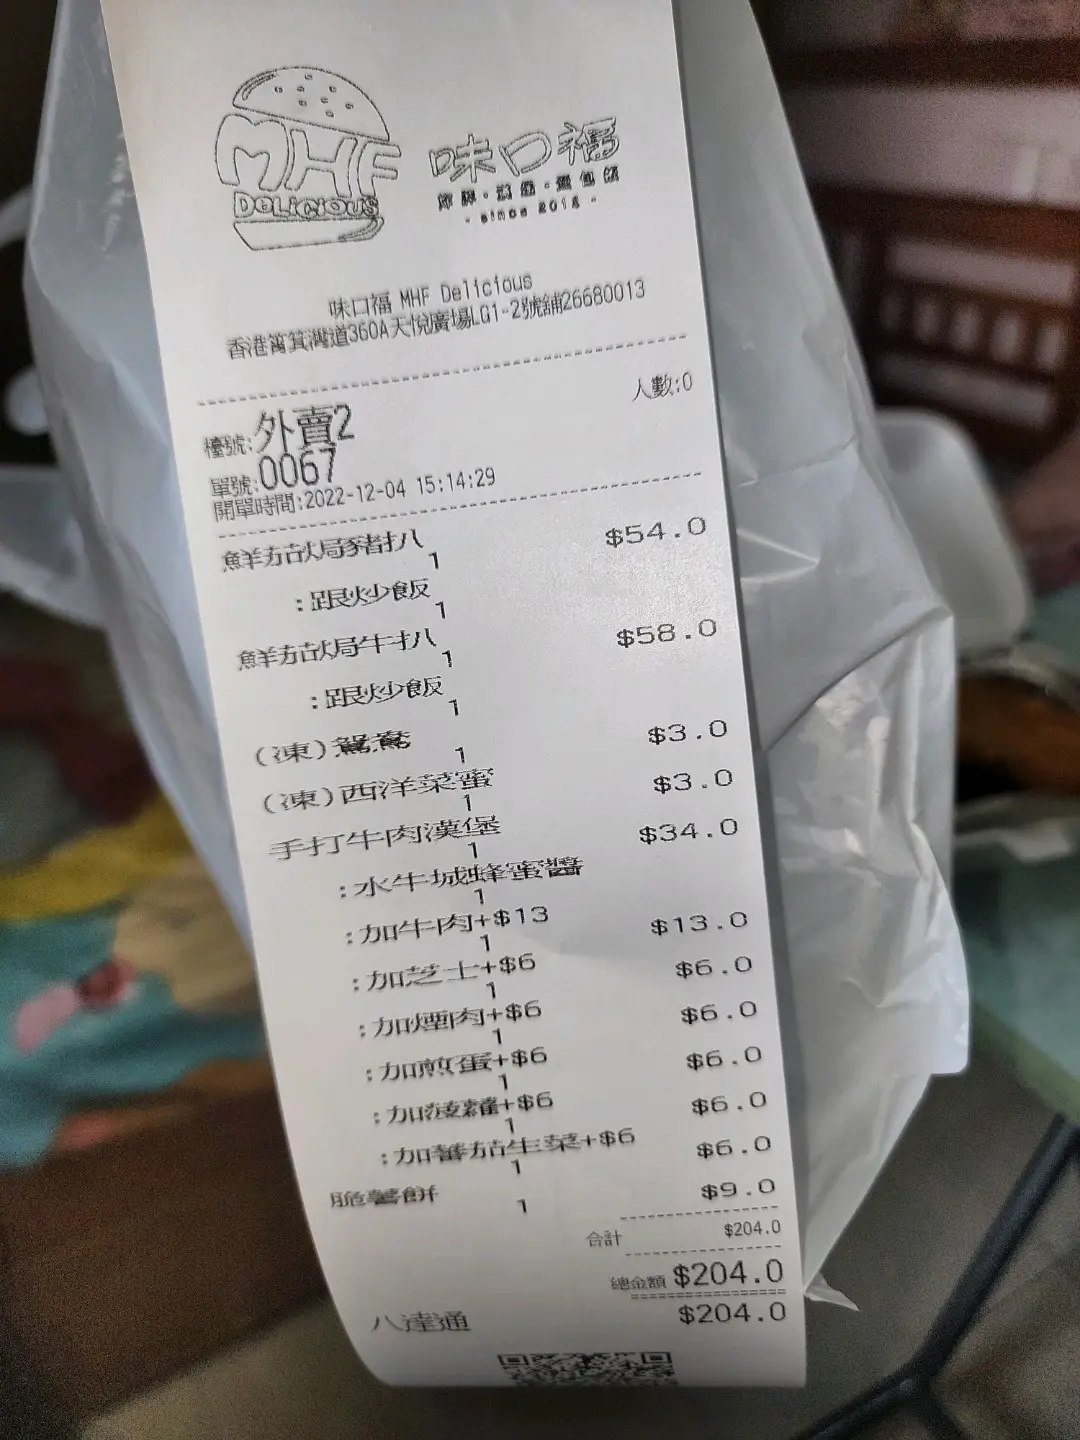 MHF
DELICIOUS
味口福
- since 2018 -
味口福 MHF Delicious
香港筲箕灣道360A天悅廣場LG1-2號舖26680013
人數:0
檯號:外賣2
單號:0067
開單時間:2022-12-04 15:14:29
鮮茄焗豬扒 $54.0
1
:跟炒飯
1
鮮茄焗牛扒 $58.0
1
:跟炒飯
1
(凍)鴛鴦 $3.0
1
(凍)西洋菜蜜 $3.0
1
手打牛肉漢堡 $34.0
1
:水牛城蜂蜜醬
1
:加牛肉+$13 $13.0
1
:加芝士+$6 $6.0
1
:加煙肉+$6 $6.0
1
:加煎蛋+$6 $6.0
1
:加菠蘿+$6 $6.0
1
:加蕃茄生菜+$6 $6.0
1
脆薯餅 $9.0
1
合計 $204.0
總金額 $204.0
八達通 $204.0